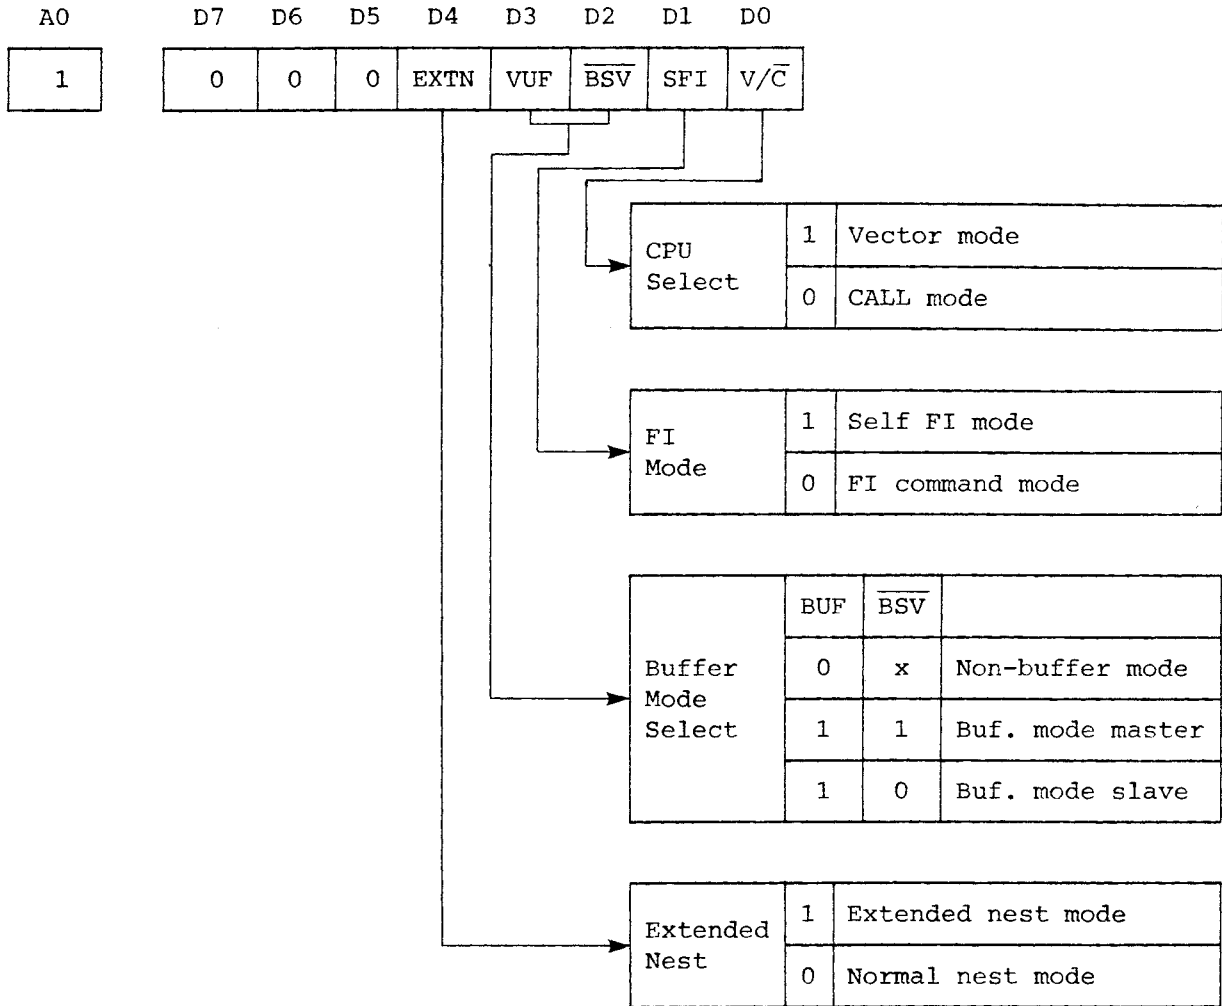 A0 D7 D6 D5 D4 D3 D2 D1 D0
1 0 0 0 EXTN VUF B̅S̅V̅ SFI V/C̅
CPU
Select
1 Vector mode
0 CALL mode
FI
Mode
1 Self FI mode
0 FI command mode
Buffer
Mode
Select
BUF B̅S̅V̅
0 x Non-buffer mode
1 1 Buf. mode master
1 0 Buf. mode slave
Extended
Nest
1 Extended nest mode
0 Normal nest mode